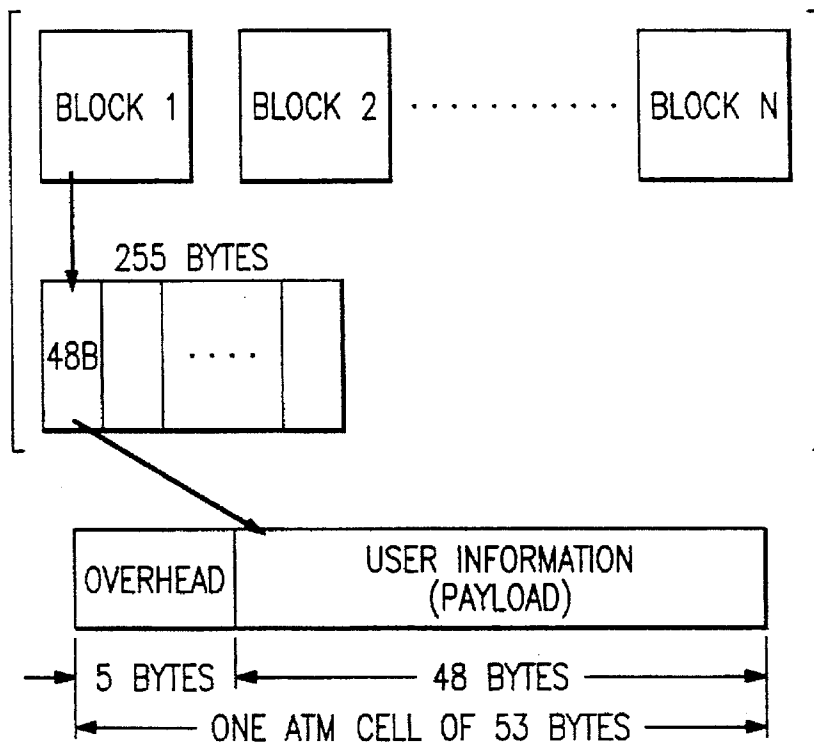 BLOCK 1
BLOCK 2
BLOCK N
255 BYTES
48B
OVERHEAD
USER INFORMATION
(PAYLOAD)
5 BYTES
48 BYTES
ONE ATM CELL OF 53 BYTES